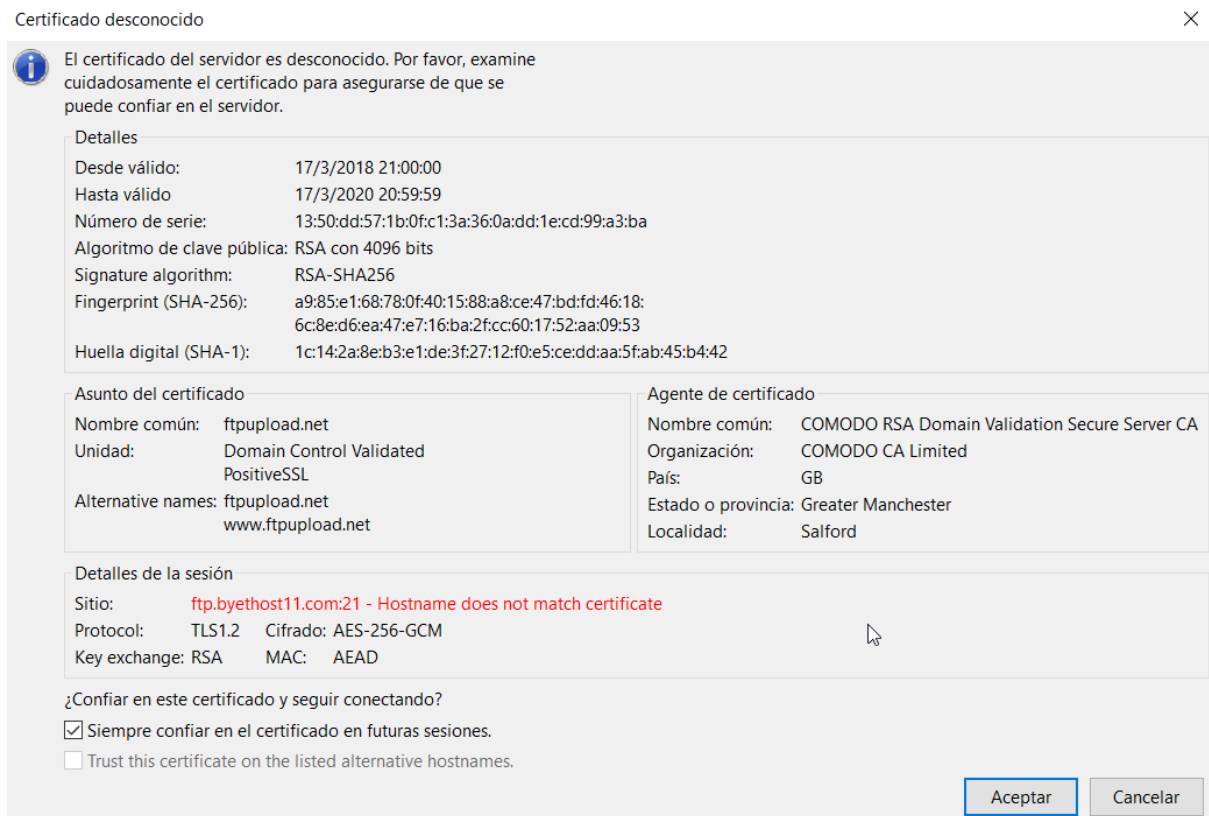 Certificado desconocido
El certificado del servidor es desconocido. Por favor, examine
cuidadosamente el certificado para asegurarse de que se
puede confiar en el servidor.
Detalles
Desde válido: 17/3/2018 21:00:00
Hasta válido 17/3/2020 20:59:59
Número de serie: 13:50:dd:57:1b:0f:c1:3a:36:0a:dd:1e:cd:99:a3:ba
Algoritmo de clave pública: RSA con 4096 bits
Signature algorithm: RSA-SHA256
Fingerprint (SHA-256): a9:85:e1:68:78:0f:40:15:88:a8:ce:47:bd:fd:46:18:
6c:8e:d6:ea:47:e7:16:ba:2f:cc:60:17:52:aa:09:53
Huella digital (SHA-1): 1c:14:2a:8e:b3:e1:de:3f:27:12:f0:e5:ce:dd:aa:5f:ab:45:b4:42
Asunto del certificado
Nombre común: ftpupload.net
Unidad: Domain Control Validated
PositiveSSL
Alternative names: ftpupload.net
www.ftpupload.net
Agente de certificado
Nombre común: COMODO RSA Domain Validation Secure Server CA
Organización: COMODO CA Limited
País: GB
Estado o provincia: Greater Manchester
Localidad: Salford
Detalles de la sesión
Sitio: ftp.byethost11.com:21 - Hostname does not match certificate
Protocol: TLS1.2 Cifrado: AES-256-GCM
Key exchange: RSA MAC: AEAD
¿Confiar en este certificado y seguir conectando?
Siempre confiar en el certificado en futuras sesiones.
Trust this certificate on the listed alternative hostnames.
Aceptar Cancelar